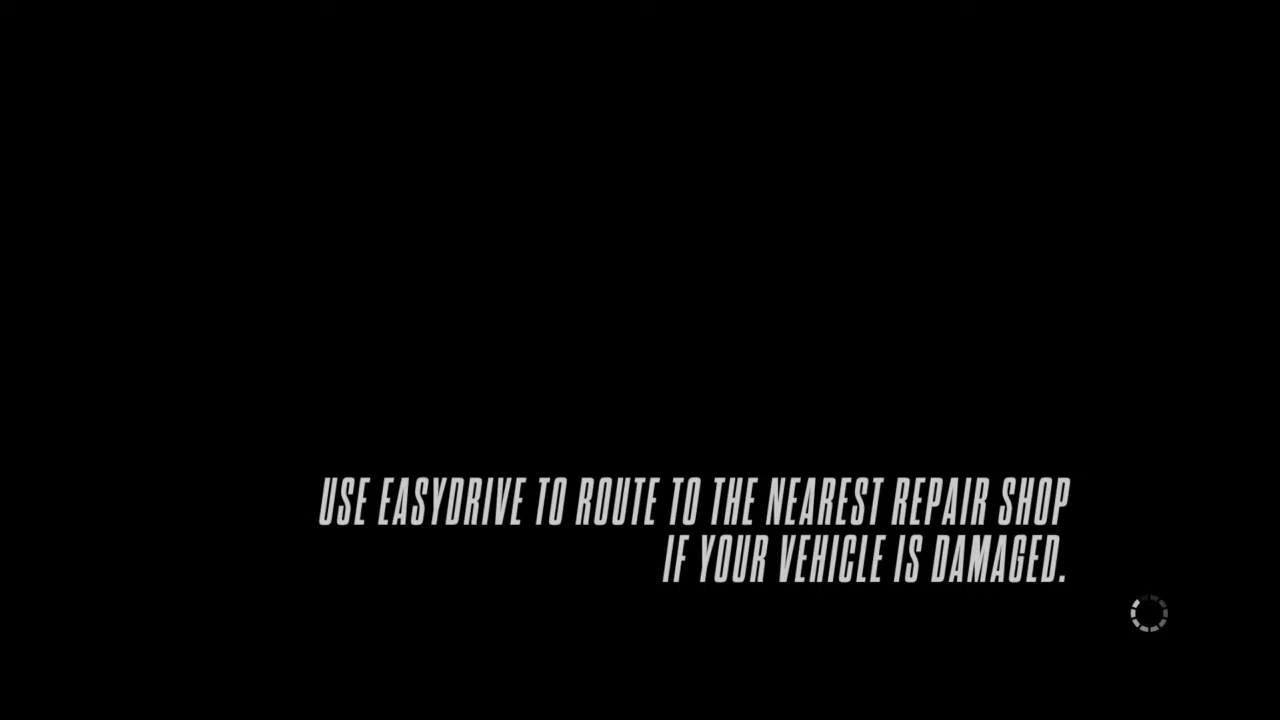 USE EASYDRIVE TO ROUTE TO THE NEAREST REPAIR SHOP
IF YOUR VEHICLE IS DAMAGED.